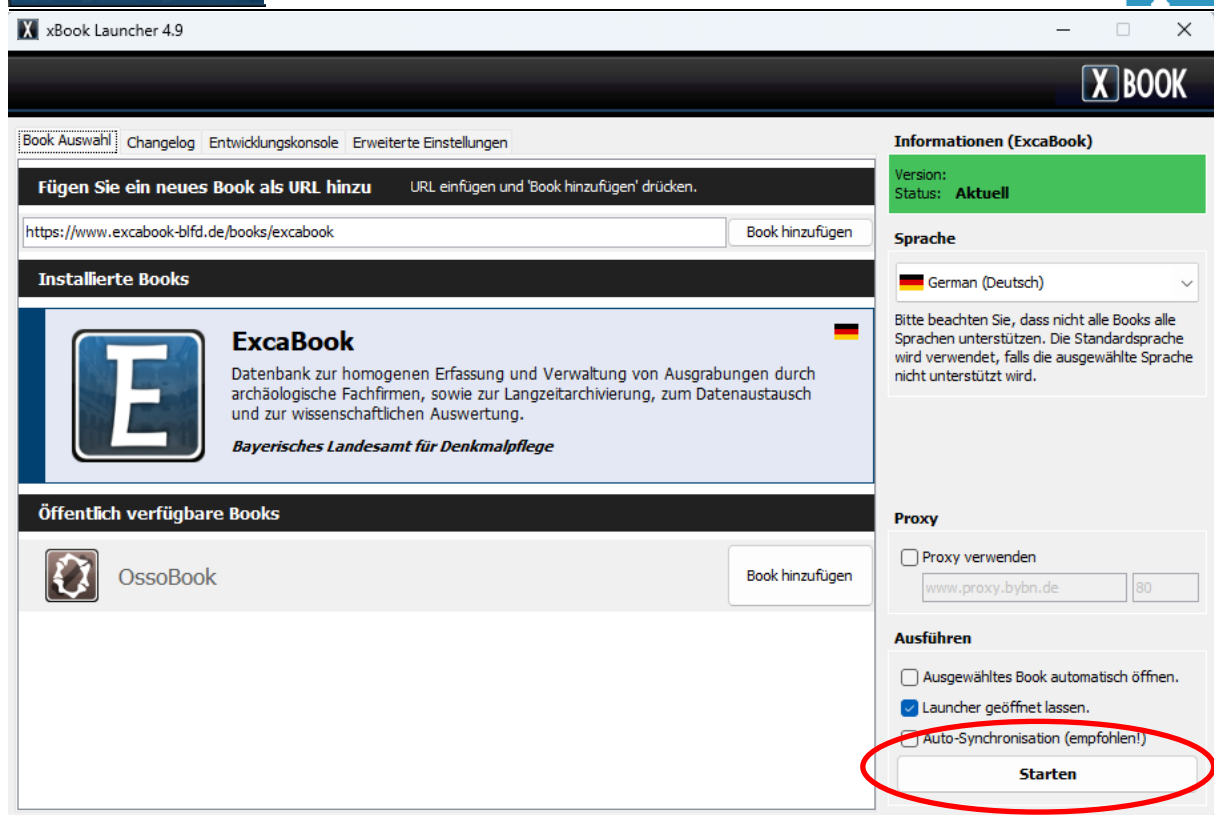 xBook Launcher 4.9
X BOOK
Book Auswahl Changelog Entwicklungskonsole Erweiterte Einstellungen
Fügen Sie ein neues Book als URL hinzu URL einfügen und 'Book hinzufügen' drücken.
https://www.excabook-blfd.de/books/excabook Book hinzufügen
Installierte Books
E
ExcaBook
Datenbank zur homogenen Erfassung und Verwaltung von Ausgrabungen durch
archäologische Fachfirmen, sowie zur Langzeitarchivierung, zum Datenaustausch
und zur wissenschaftlichen Auswertung.
Bayerisches Landesamt für Denkmalpflege
Öffentlich verfügbare Books
OssoBook Book hinzufügen
Informationen (ExcaBook)
Version:
Status: Aktuell
Sprache
German (Deutsch)
Bitte beachten Sie, dass nicht alle Books alle
Sprachen unterstützen. Die Standardsprache
wird verwendet, falls die ausgewählte Sprache
nicht unterstützt wird.
Proxy
Proxy verwenden
www.proxy.bybn.de 80
Ausführen
Ausgewähltes Book automatisch öffnen.
Launcher geöffnet lassen.
Auto-Synchronisation (empfohlen!)
Starten